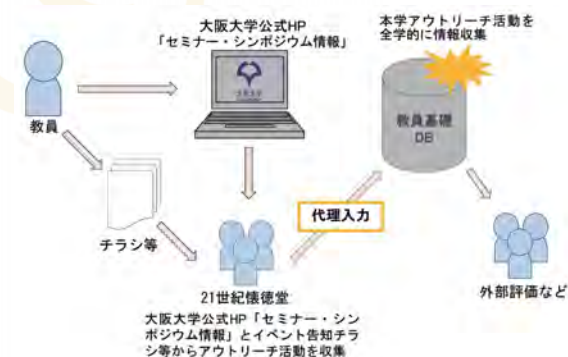 大阪大学公式HP
「セミナー・シンポジウム情報」
本学アウトリーチ活動を
全学的に情報収集
教員
教員基礎
DB
チラシ等
代理入力
21世紀懐徳堂
外部評価など
大阪大学公式HP「セミナー・シン
ポジウム情報」とイベント告知チラ
シ等からアウトリーチ活動を収集